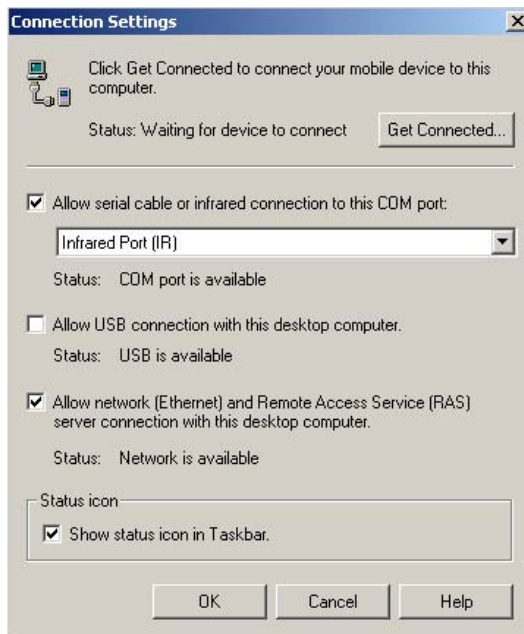 Connection Settings
Click Get Connected to connect your mobile device to this
computer.
Status: Waiting for device to connect
Get Connected...
Allow serial cable or infrared connection to this COM port:
Infrared Port (IR)
Status: COM port is available
Allow USB connection with this desktop computer.
Status: USB is available
Allow network (Ethernet) and Remote Access Service (RAS)
server connection with this desktop computer.
Status: Network is available
Status icon
Show status icon in Taskbar.
OK Cancel Help